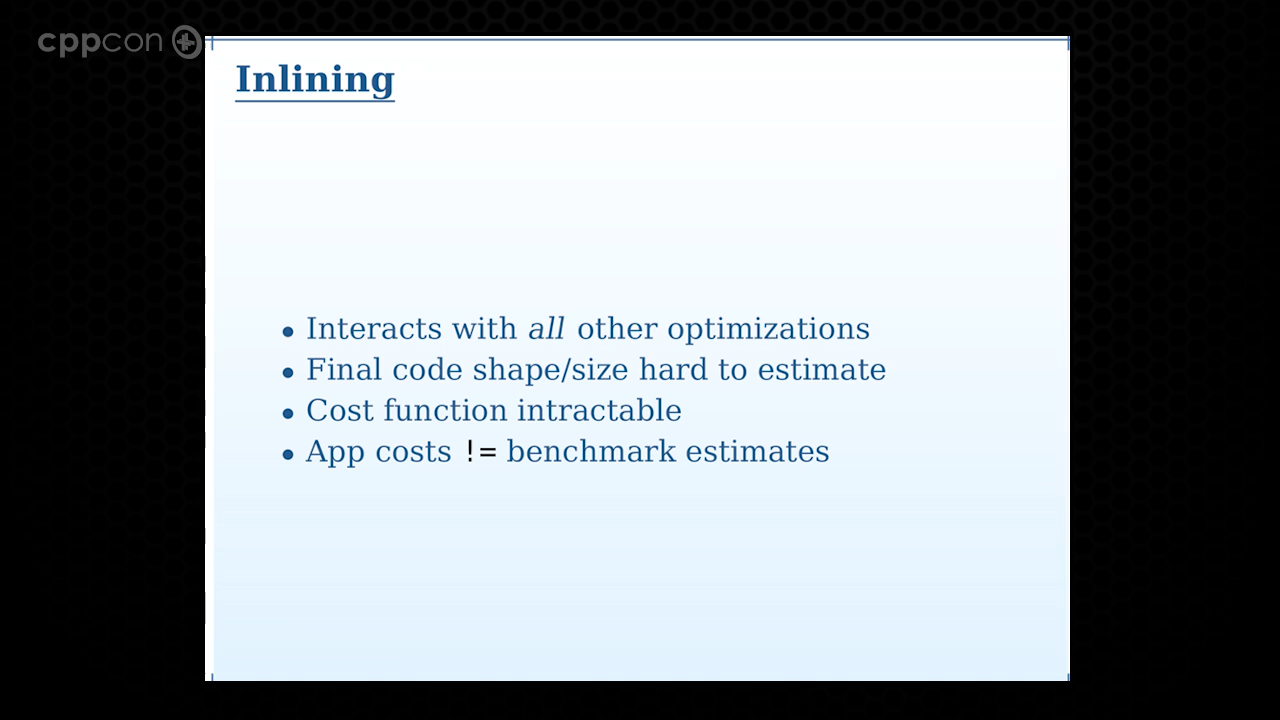 cppcon
Inlining
• Interacts with all other optimizations
• Final code shape/size hard to estimate
• Cost function intractable
• App costs != benchmark estimates